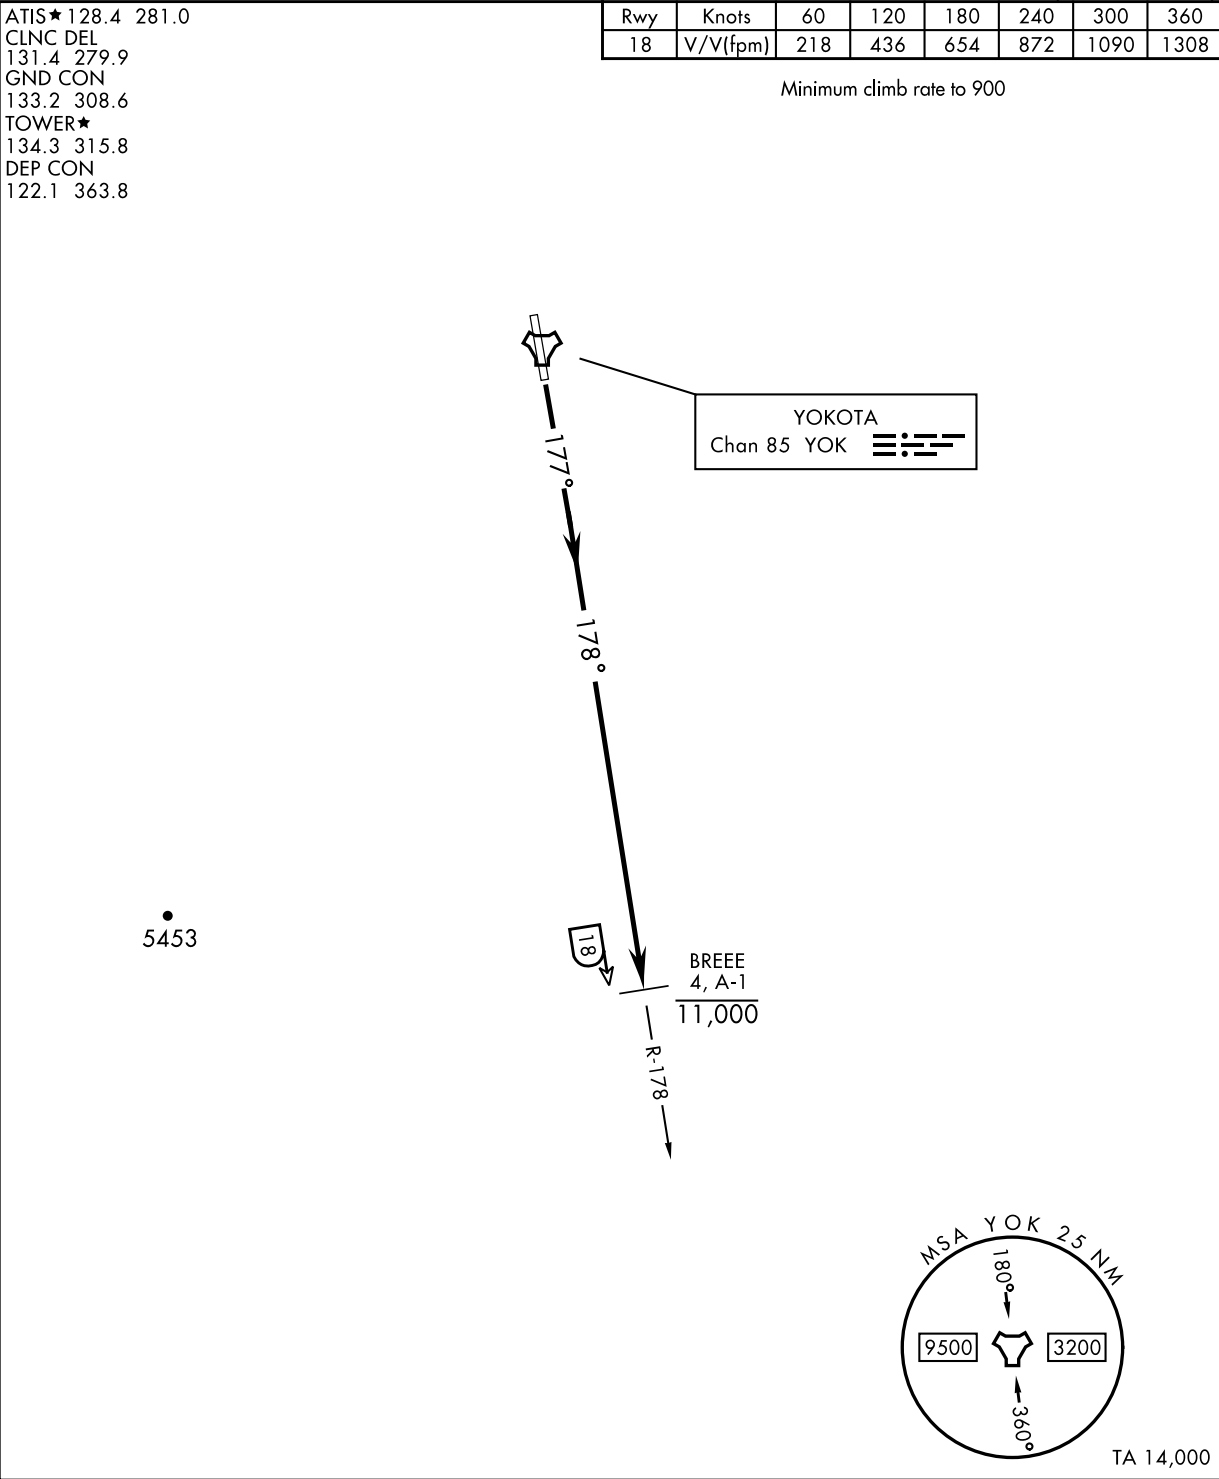 ATIS★ 128.4 281.0
CLNC DEL
131.4 279.9
GND CON
133.2 308.6
TOWER★
134.3 315.8
DEP CON
122.1 363.8
Rwy Knots 60 120 180 240 300 360
18 V/V(fpm) 218 436 654 872 1090 1308
Minimum climb rate to 900
YOKOTA
Chan 85 YOK
177°
178°
5453
18
BREEE
4, A-1
11,000
R-178
MSA YOK 25 NM
180°
9500 3200
360°
TA 14,000